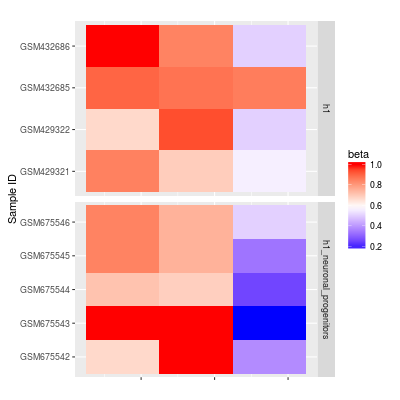 Sample ID
GSM432686
GSM432685
GSM429322
GSM429321
h1
GSM675546
GSM675545
GSM675544
GSM675543
GSM675542
h1_neuronal_progenitors
beta
1.0
0.8
0.6
0.4
0.2